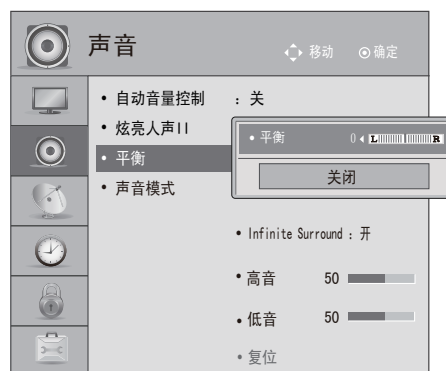 声音
移动 ⊙确定
• 自动音量控制 : 关
• 炫亮人声II
• 平衡
• 平衡 0 ◂ L R
关闭
• 声音模式
• Infinite Surround : 开
• 高音 50
• 低音 50
• 复位